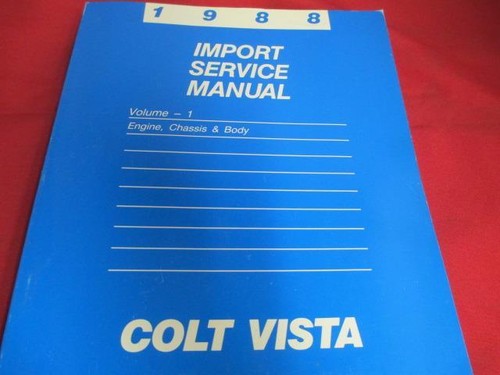 1 9 8 8
IMPORT
SERVICE
MANUAL
Volume - 1
Engine, Chassis & Body
COLT VISTA